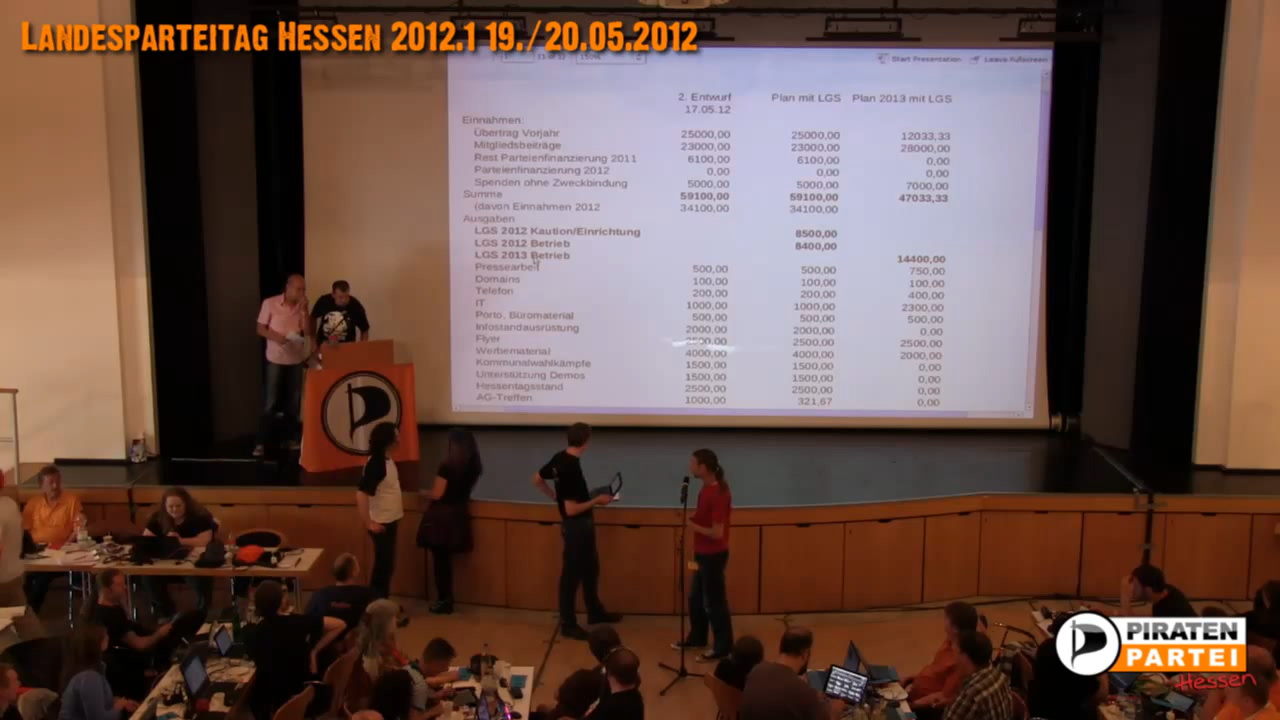 LANDESPARTEITAG HESSEN 2012.1 19./20.05.2012
Start Presentation Leave Fullscreen
2. Entwurf Plan mit LGS Plan 2013 mit LGS
17.05.12
Einnahmen:
Übertrag Vorjahr 25000,00 25000,00 12033,33
Mitgliedsbeiträge 23000,00 23000,00 28000,00
Rest Parteienfinanzierung 2011 6100,00 6100,00 0,00
Parteienfinanzierung 2012 0,00 0,00 0,00
Spenden ohne Zweckbindung 5000,00 5000,00 7000,00
Summe 59100,00 59100,00 47033,33
(davon Einnahmen 2012 34100,00 34100,00
Ausgaben
LGS 2012 Kaution/Einrichtung 8500,00
LGS 2012 Betrieb 8400,00
LGS 2013 Betrieb 14400,00
Pressearbeit 500,00 500,00 750,00
Domains 100,00 100,00 100,00
Telefon 200,00 200,00 400,00
IT 1000,00 1000,00 2300,00
Porto, Büromaterial 500,00 500,00 500,00
Infostandausrüstung 2000,00 2000,00 0,00
Flyer 2500,00 2500,00 2500,00
Werbematerial 4000,00 4000,00 2000,00
Kommunalwahlkämpfe 1500,00 1500,00 0,00
Unterstützung Demos 1500,00 1500,00 0,00
Hessentagsstand 2500,00 2500,00 0,00
AG-Treffen 1000,00 321,67 0,00
PIRATEN
PARTEI
Hessen